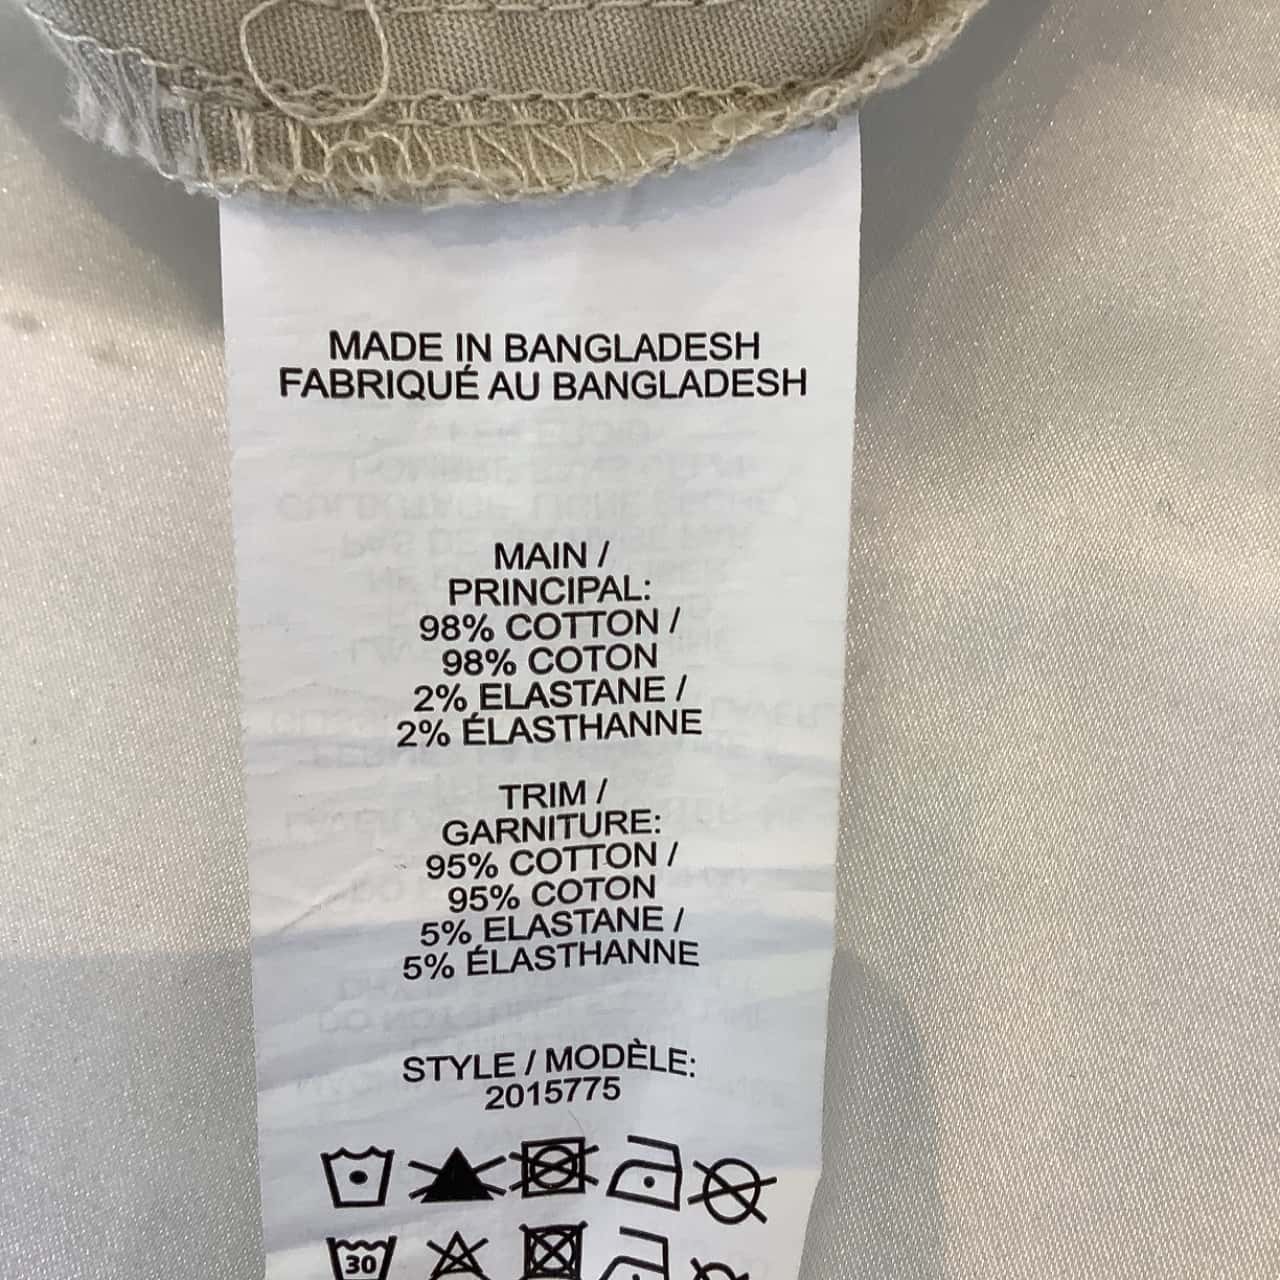 MADE IN BANGLADESH
FABRIQUÉ AU BANGLADESH
MAIN /
PRINCIPAL:
98% COTTON /
98% COTON
2% ELASTANE /
2% ÉLASTHANNE
TRIM /
GARNITURE:
95% COTTON /
95% COTON
5% ELASTANE /
5% ÉLASTHANNE
STYLE / MODÈLE:
2015775
30